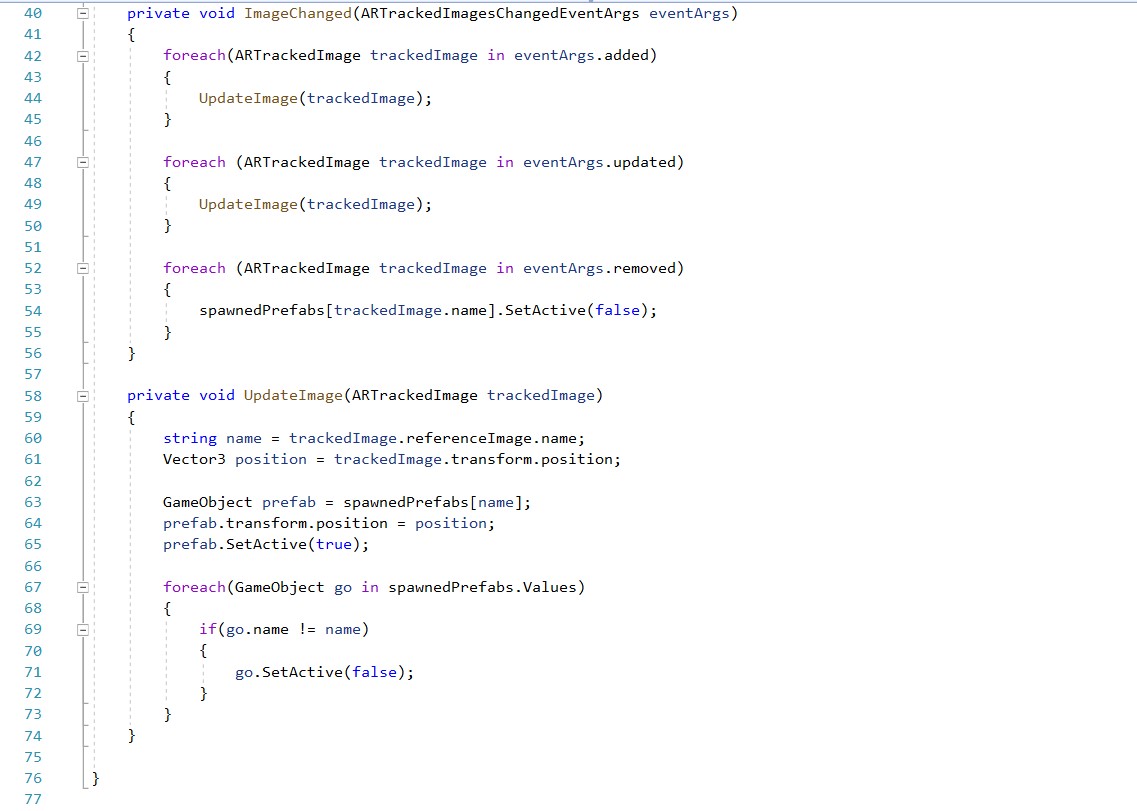 40 private void ImageChanged(ARTrackedImagesChangedEventArgs eventArgs)
41 {
42 foreach(ARTrackedImage trackedImage in eventArgs.added)
43 {
44 UpdateImage(trackedImage);
45 }
46
47 foreach (ARTrackedImage trackedImage in eventArgs.updated)
48 {
49 UpdateImage(trackedImage);
50 }
51
52 foreach (ARTrackedImage trackedImage in eventArgs.removed)
53 {
54 spawnedPrefabs[trackedImage.name].SetActive(false);
55 }
56 }
57
58 private void UpdateImage(ARTrackedImage trackedImage)
59 {
60 string name = trackedImage.referenceImage.name;
61 Vector3 position = trackedImage.transform.position;
62
63 GameObject prefab = spawnedPrefabs[name];
64 prefab.transform.position = position;
65 prefab.SetActive(true);
66
67 foreach(GameObject go in spawnedPrefabs.Values)
68 {
69 if(go.name != name)
70 {
71 go.SetActive(false);
72 }
73 }
74 }
75
76 }
77